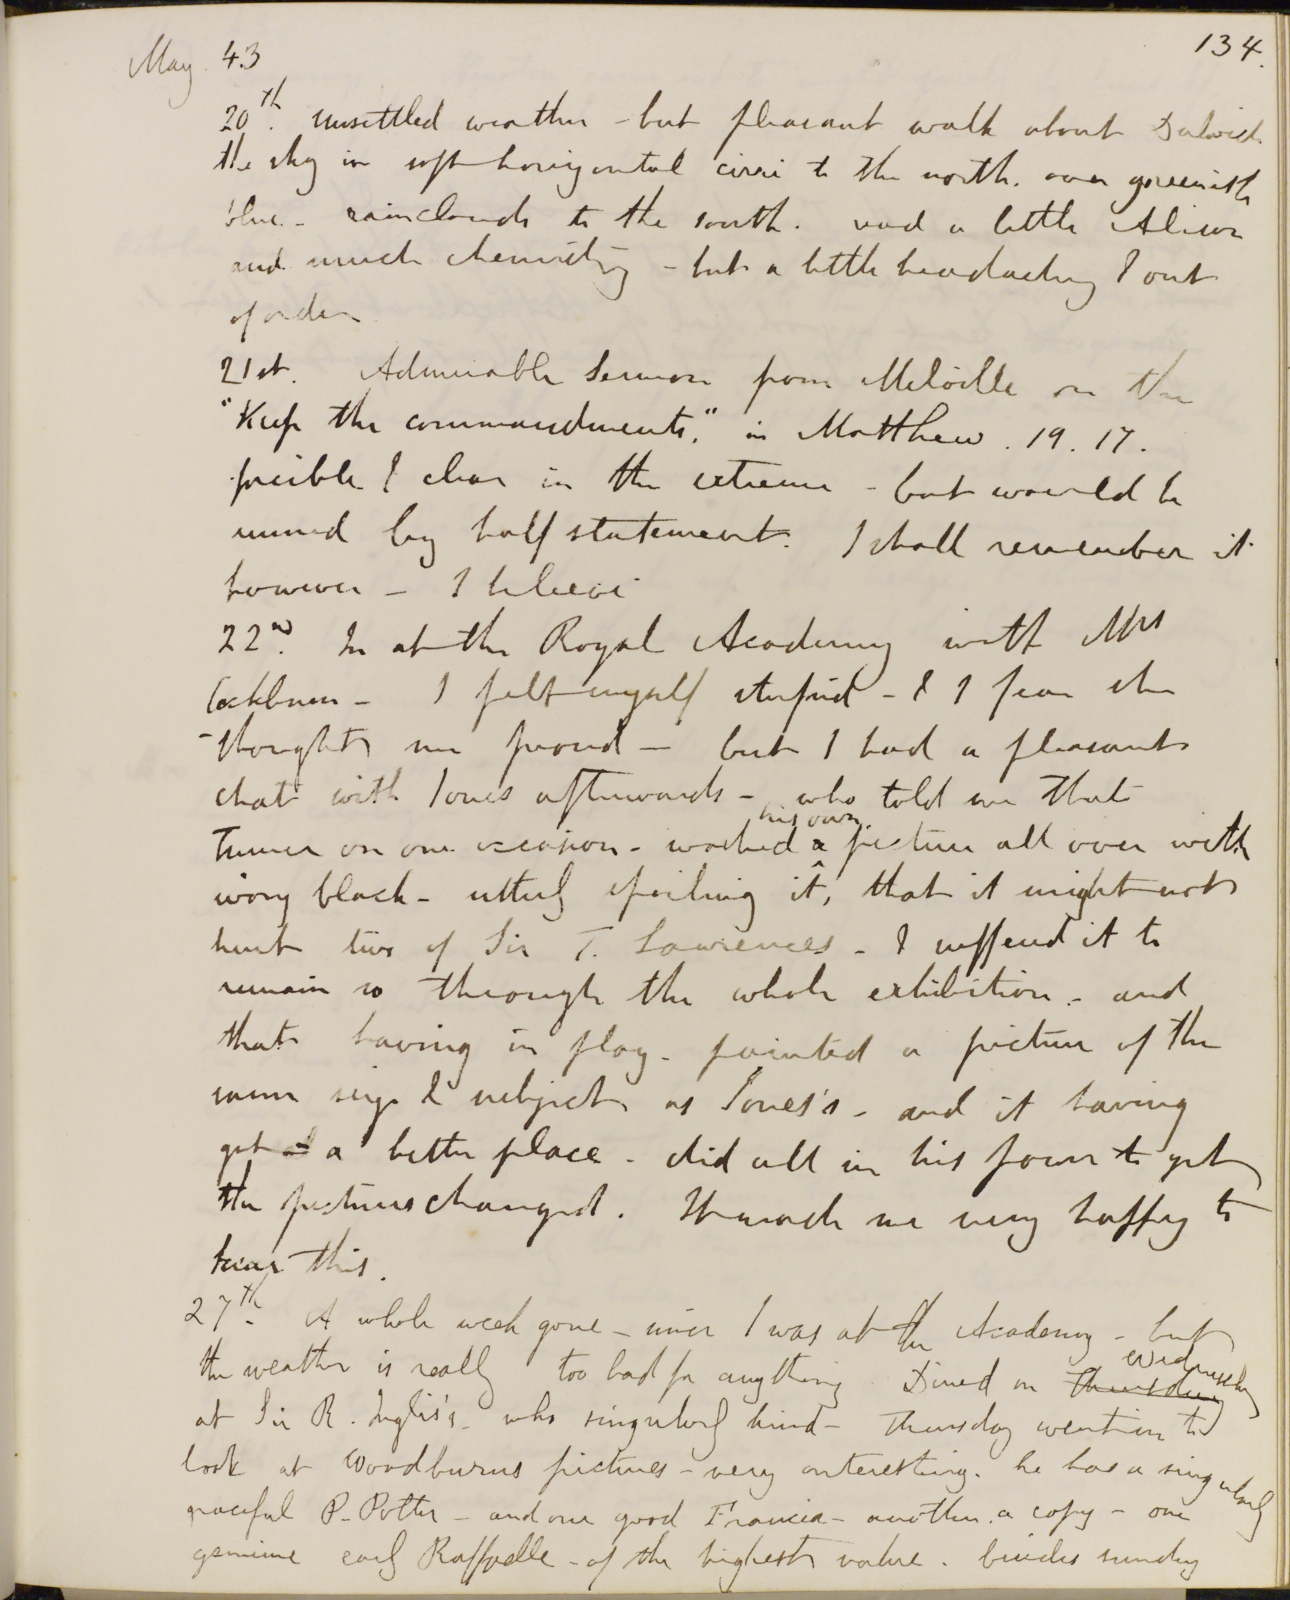 May 43
134.
20th. Unsettled weather - but pleasant walk about Dulwich
the sky in soft horizontal cirri to the north. over greenish
blue - rainclouds to the south. read a little Alison
and much chemistry - but a little headachey & out
of order
21st. Admirable sermon from Melville on the
"Keep the commandments." in Matthew. 19. 17.
forcible & clear in the extreme - but worried be
ruined by half statement. I shall remember it
however - I believe
22nd. In at the Royal Academy with Mrs
Cockburn - I felt myself stupid - & I fear she
thought me proud - but I had a pleasant
chat with Jones afterwards - who told me that
his own
Turner on one occasion - washed a picture all over with
ivory black - utterly spoiling it, that it might not
hurt two of Sir T. Lawrences - & suffered it to
remain so through the whole exhibition - and
that having in play - painted a picture of the
same size & subject as Jones's - and it having
got a better place - did all in his power to get
the pictures changed. It made me very happy to
hear this.
27th. A whole week gone - since I was at the Academy - but
the weather is really too bad for anything Dined on Thursday Wednesday
at Sir R. Inglis's - who singularly kind - Thursday went in to
look at Woodburns pictures - very interesting. he has a singularly
graceful P. Potter - and one good Francia - another. a copy - one
genuine early Raffaelle - of the highest value. besides sundry